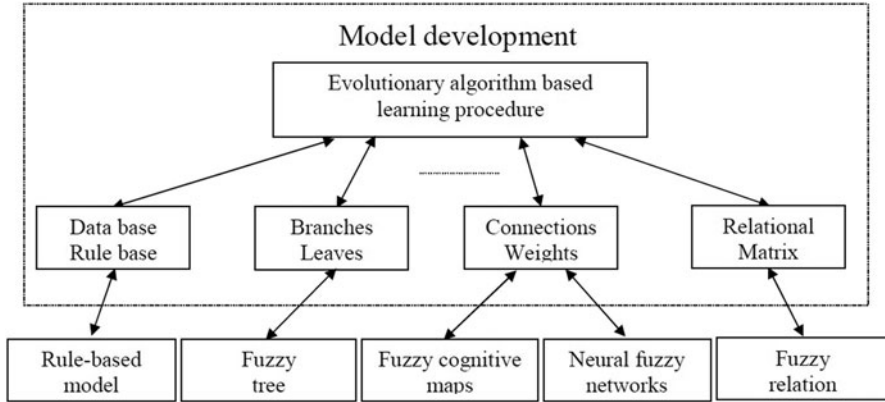 Model development
Evolutionary algorithm based
learning procedure
Data base
Rule base
Branches
Leaves
Connections
Weights
Relational
Matrix
Rule-based
model
Fuzzy
tree
Fuzzy cognitive
maps
Neural fuzzy
networks
Fuzzy
relation